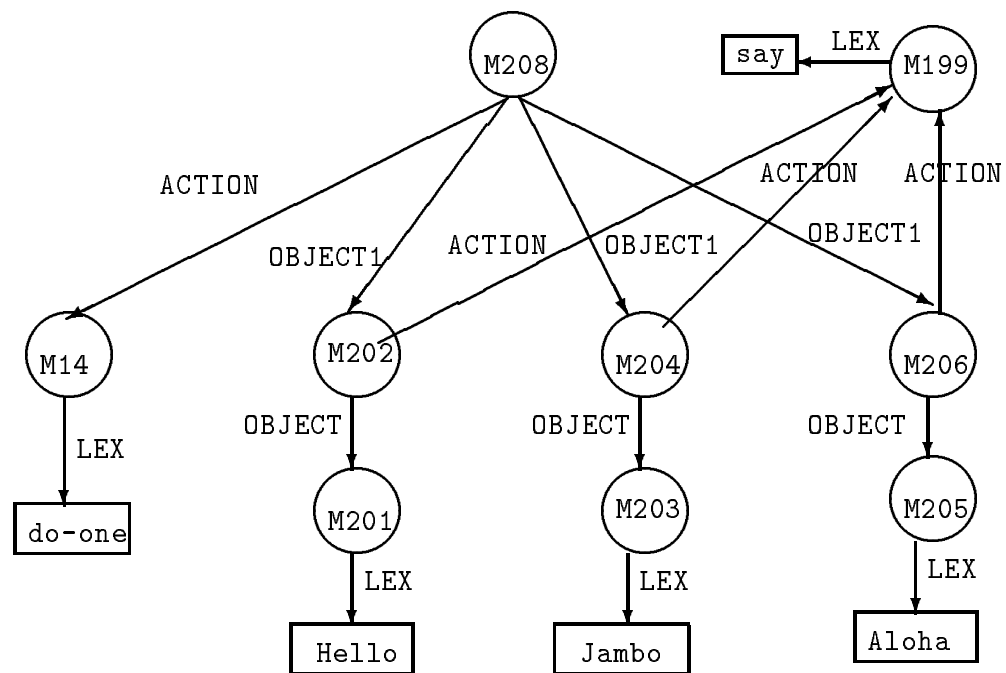 LEX
say
M208
M199
ACTION
ACTION
ACTION
OBJECT1
ACTION
OBJECT1
OBJECT1
M14
M202
M204
M206
OBJECT
OBJECT
OBJECT
LEX
M201
M203
M205
do-one
LEX
LEX
LEX
Hello
Jambo
Aloha